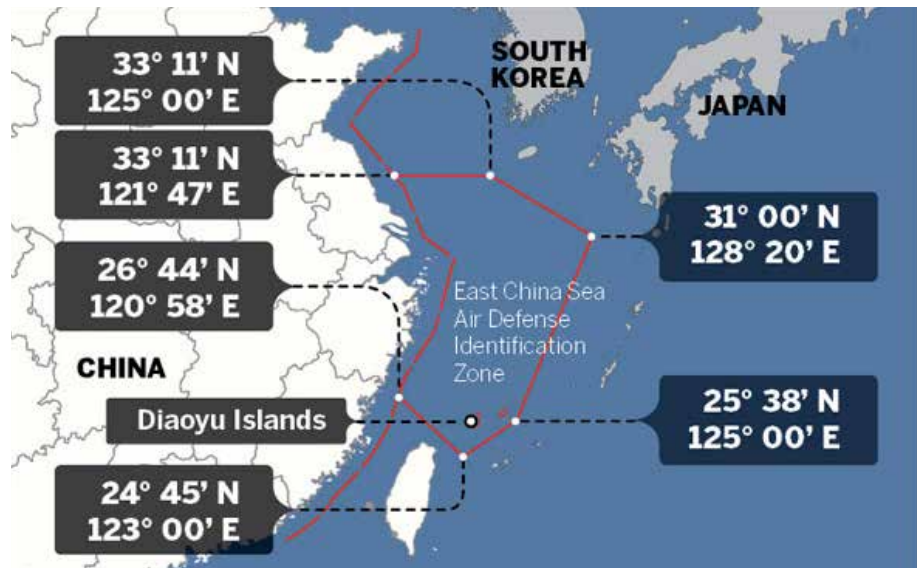 33° 11’ N
125° 00’ E
SOUTH
KOREA
JAPAN
33° 11’ N
121° 47’ E
31° 00’ N
128° 20’ E
26° 44’ N
120° 58’ E
East China Sea
Air Defense
Identification
Zone
CHINA
Diaoyu Islands
25° 38’ N
125° 00’ E
24° 45’ N
123° 00’ E